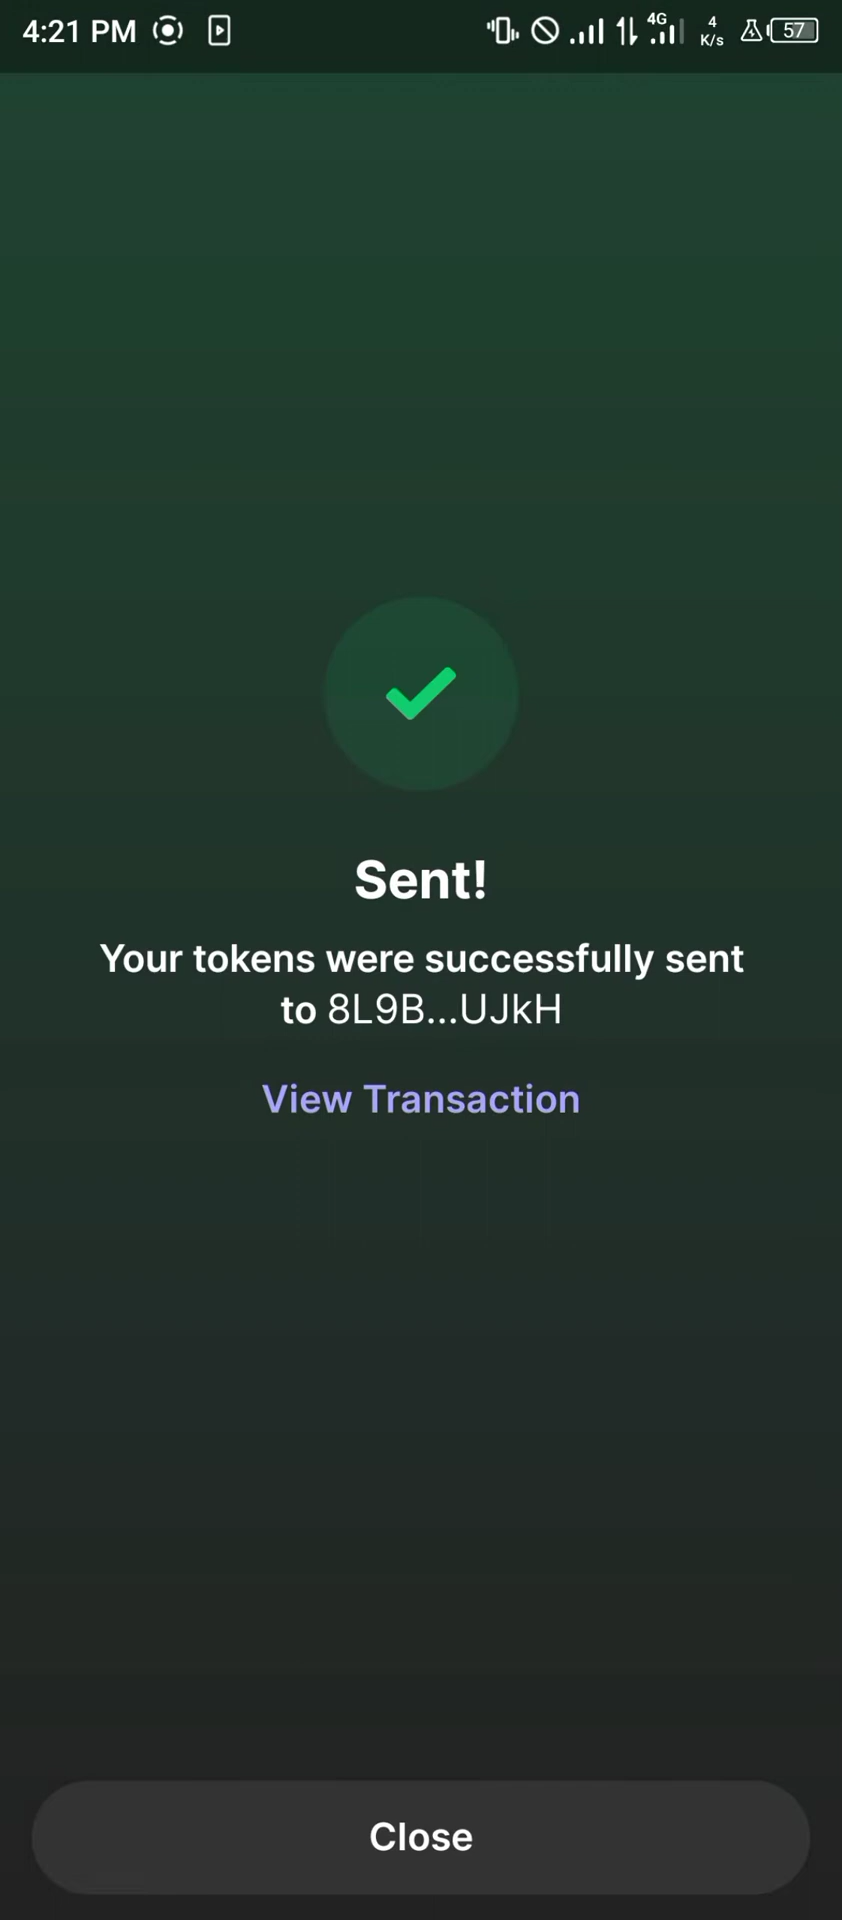 4:21 PM
4G
4
K/s
57
Sent!
Your tokens were successfully sent
to 8L9B...UJkH
View Transaction
Close